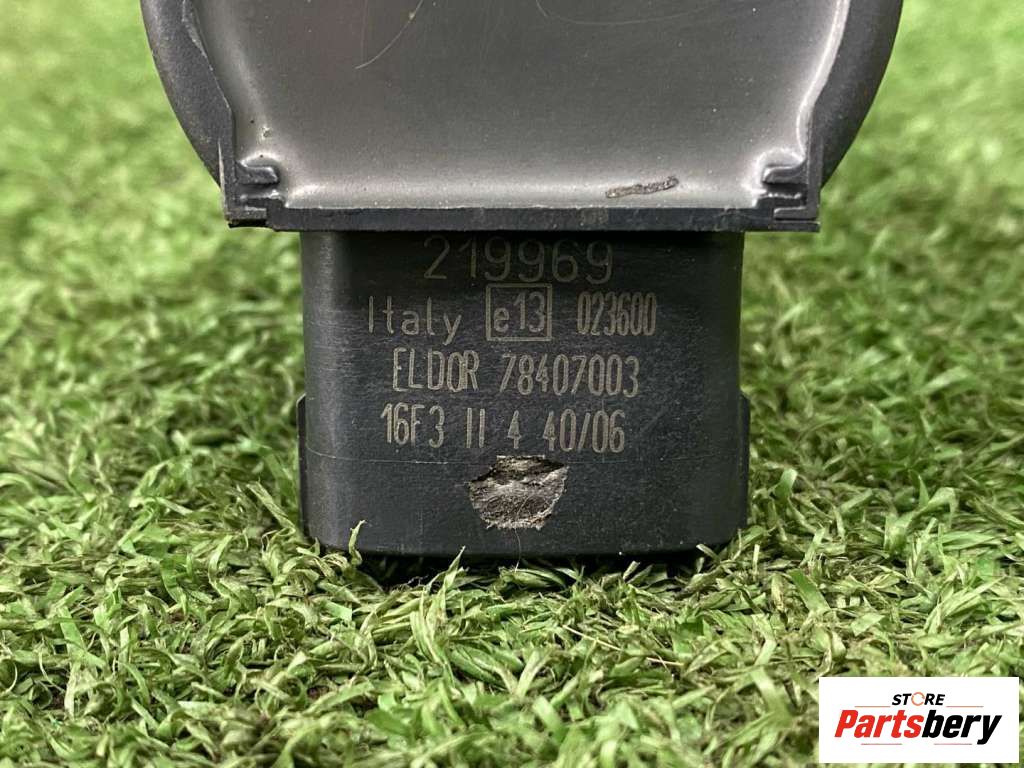 219969
Italy e13 023600
ELDOR 78407003
16F3 II 4 40/06
STORE
Partsbery